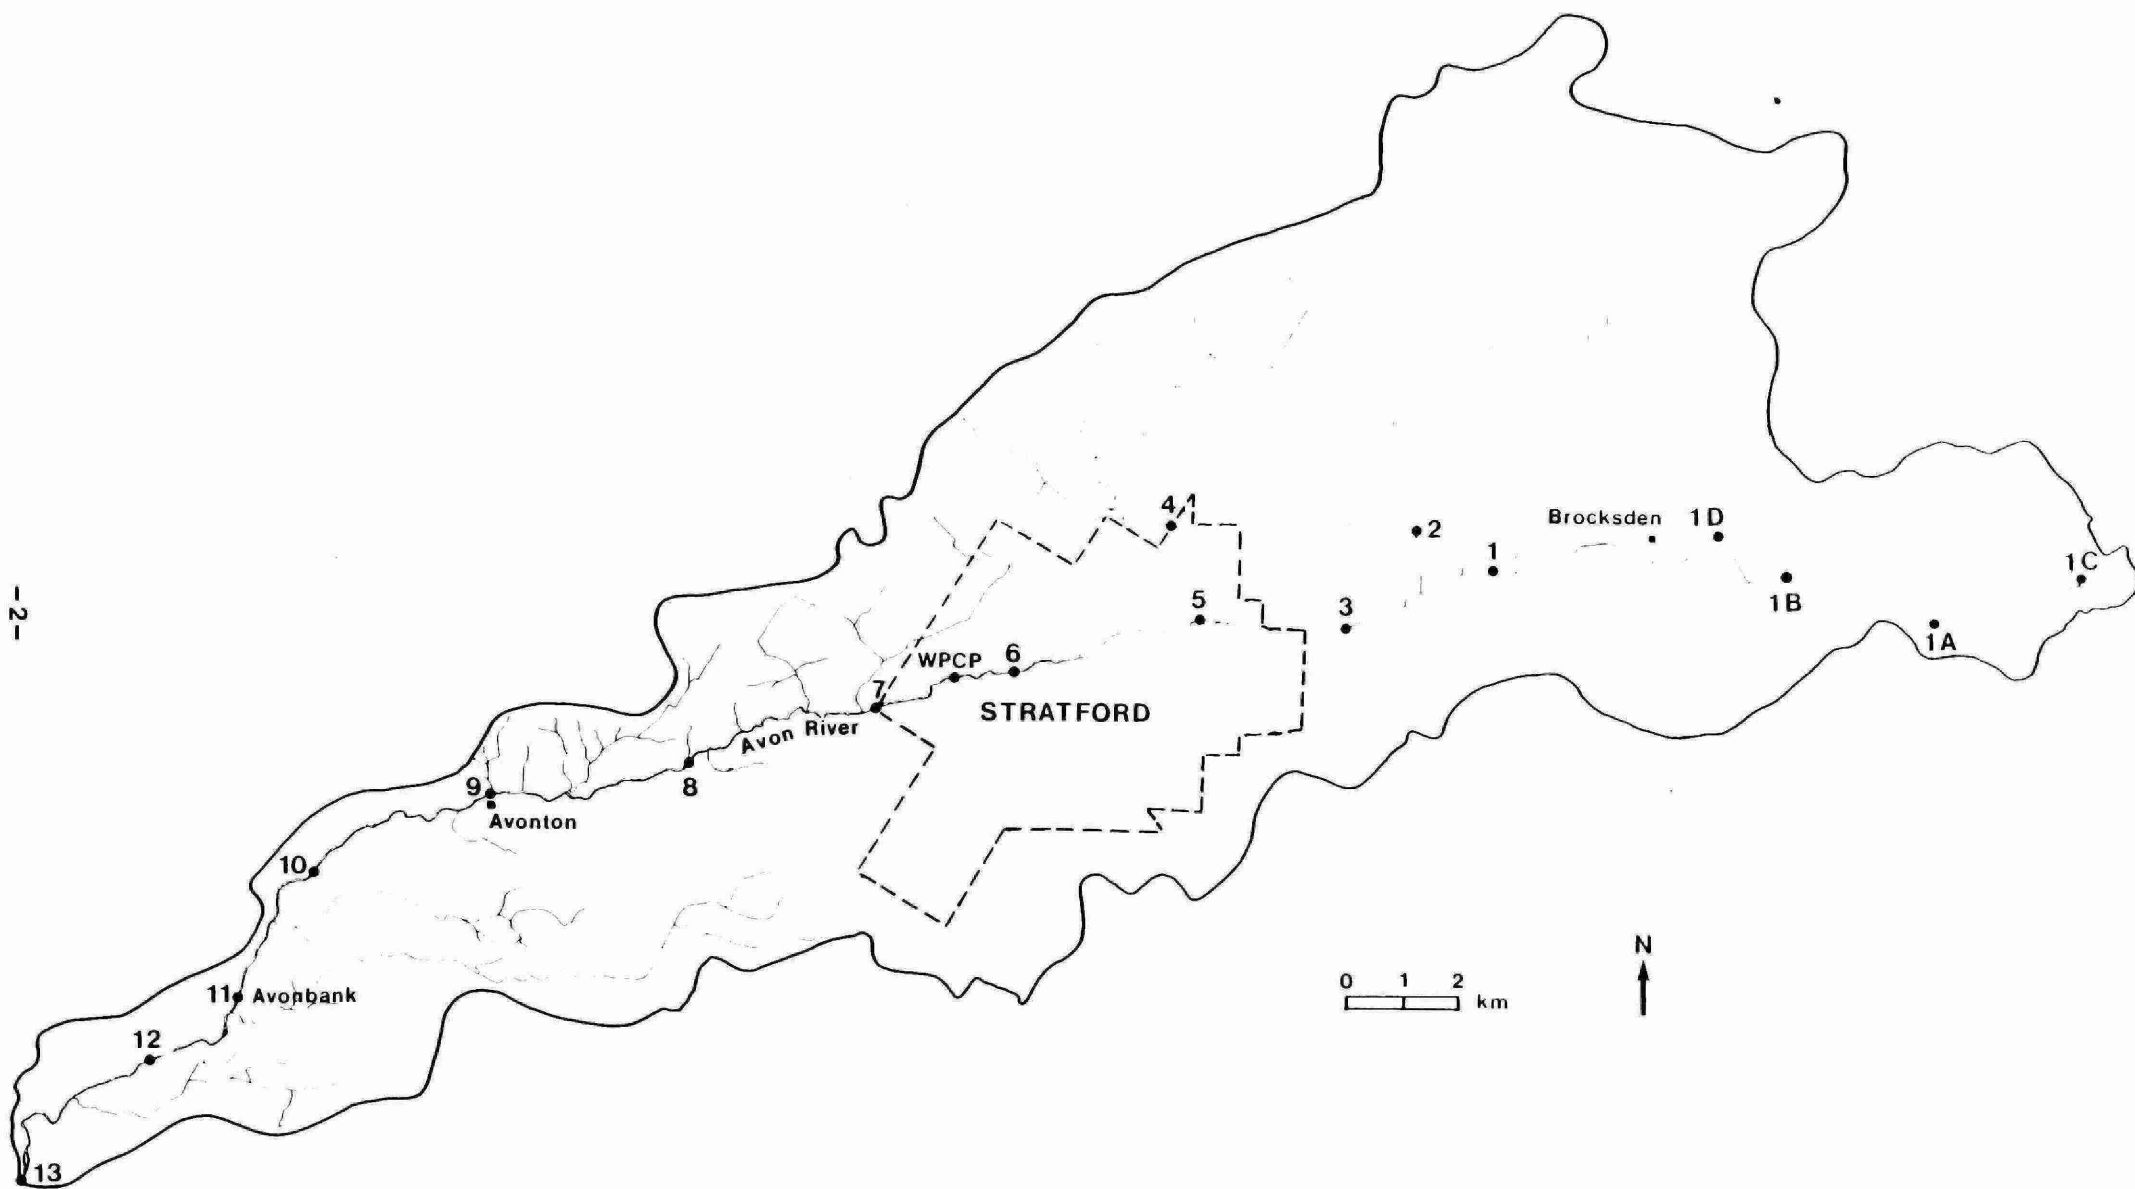 4
2
Brocksden 1D
1
1C
-2-
5
3
1B
1A
WPCP 6
7
STRATFORD
Avon River
8
9
Avonton
10
N
0 1 2
km
11 Avonbank
12
13